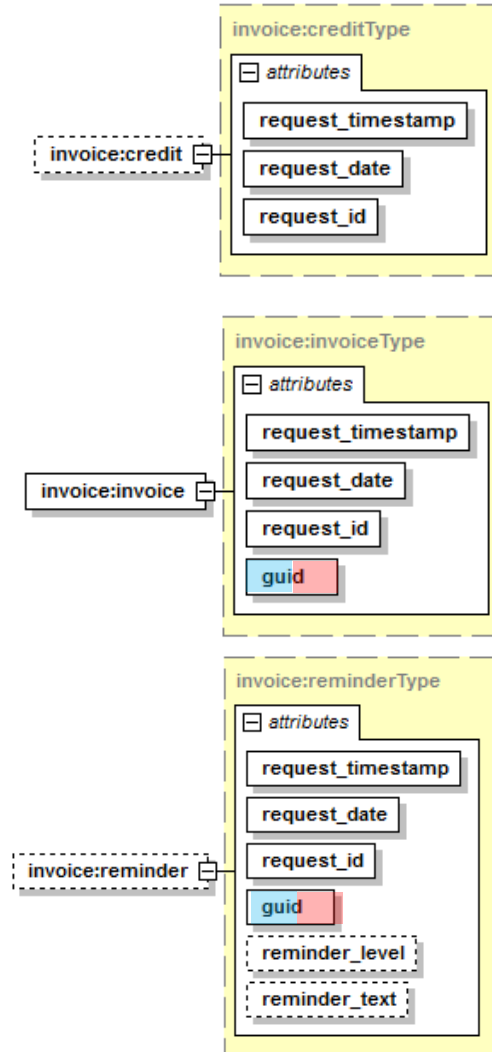 invoice:creditType
attributes
request_timestamp
invoice:credit
request_date
request_id
invoice:invoiceType
attributes
request_timestamp
request_date
invoice:invoice
request_id
guid
invoice:reminderType
attributes
request_timestamp
request_date
request_id
invoice:reminder
guid
reminder_level
reminder_text